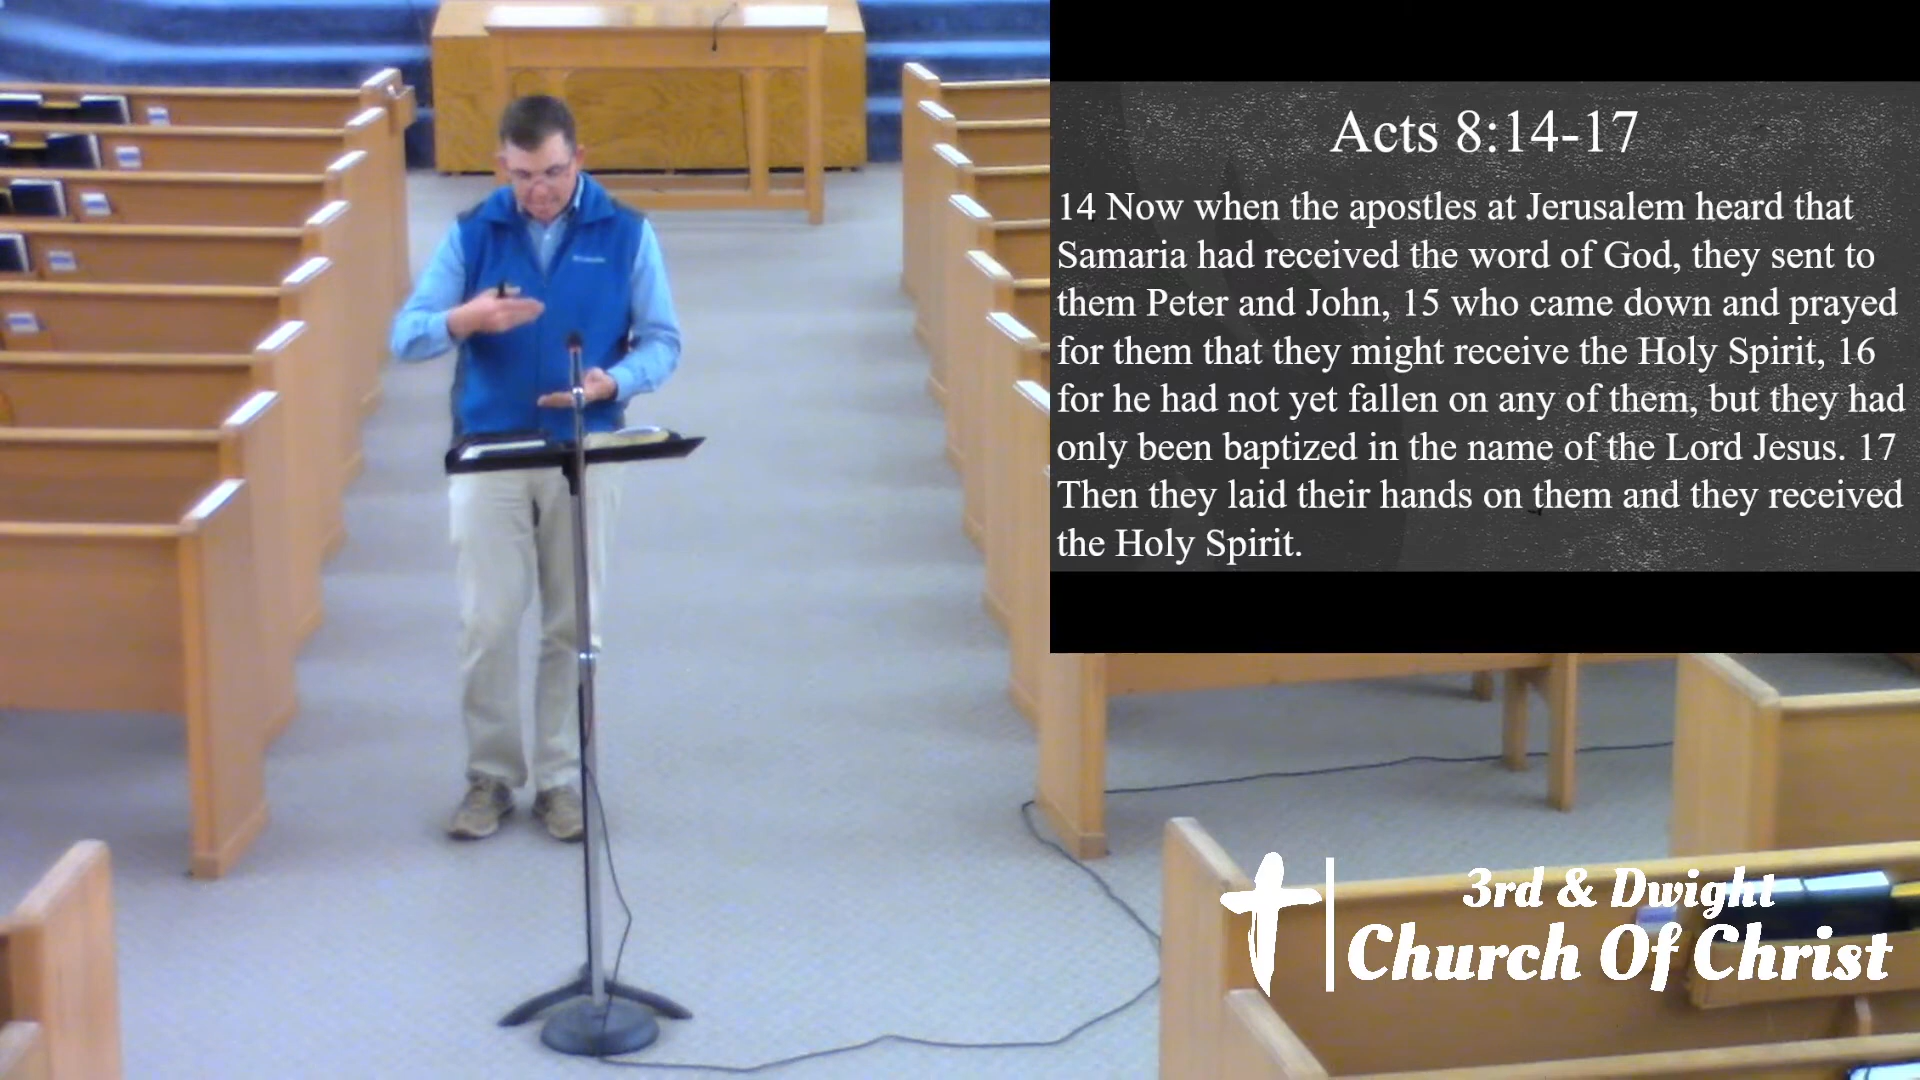 Acts 8:14-17
14 Now when the apostles at Jerusalem heard that
Samaria had received the word of God, they sent to
them Peter and John, 15 who came down and prayed
for them that they might receive the Holy Spirit, 16
for he had not yet fallen on any of them, but they had
only been baptized in the name of the Lord Jesus. 17
Then they laid their hands on them and they received
the Holy Spirit.
3rd & Dwight
Church Of Christ